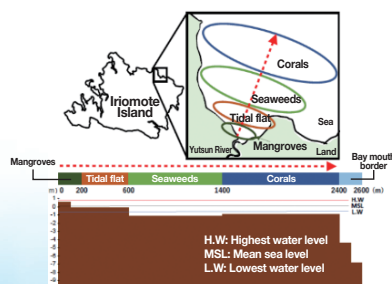 Corals
Iriomote
Island
Seaweeds
Tidal flat
Sea
Yutsun River
Mangroves
Land
Mangroves
Bay mouth
border
Tidal flat
Seaweeds
Corals
(m) 0 200 600 1400 2400 2600 (m)
1
0
-1
-2
-3
-4
-5
-6
-7
-8
-9
H.W
MSL
L.W
H.W: Highest water level
MSL: Mean sea level
L.W: Lowest water level